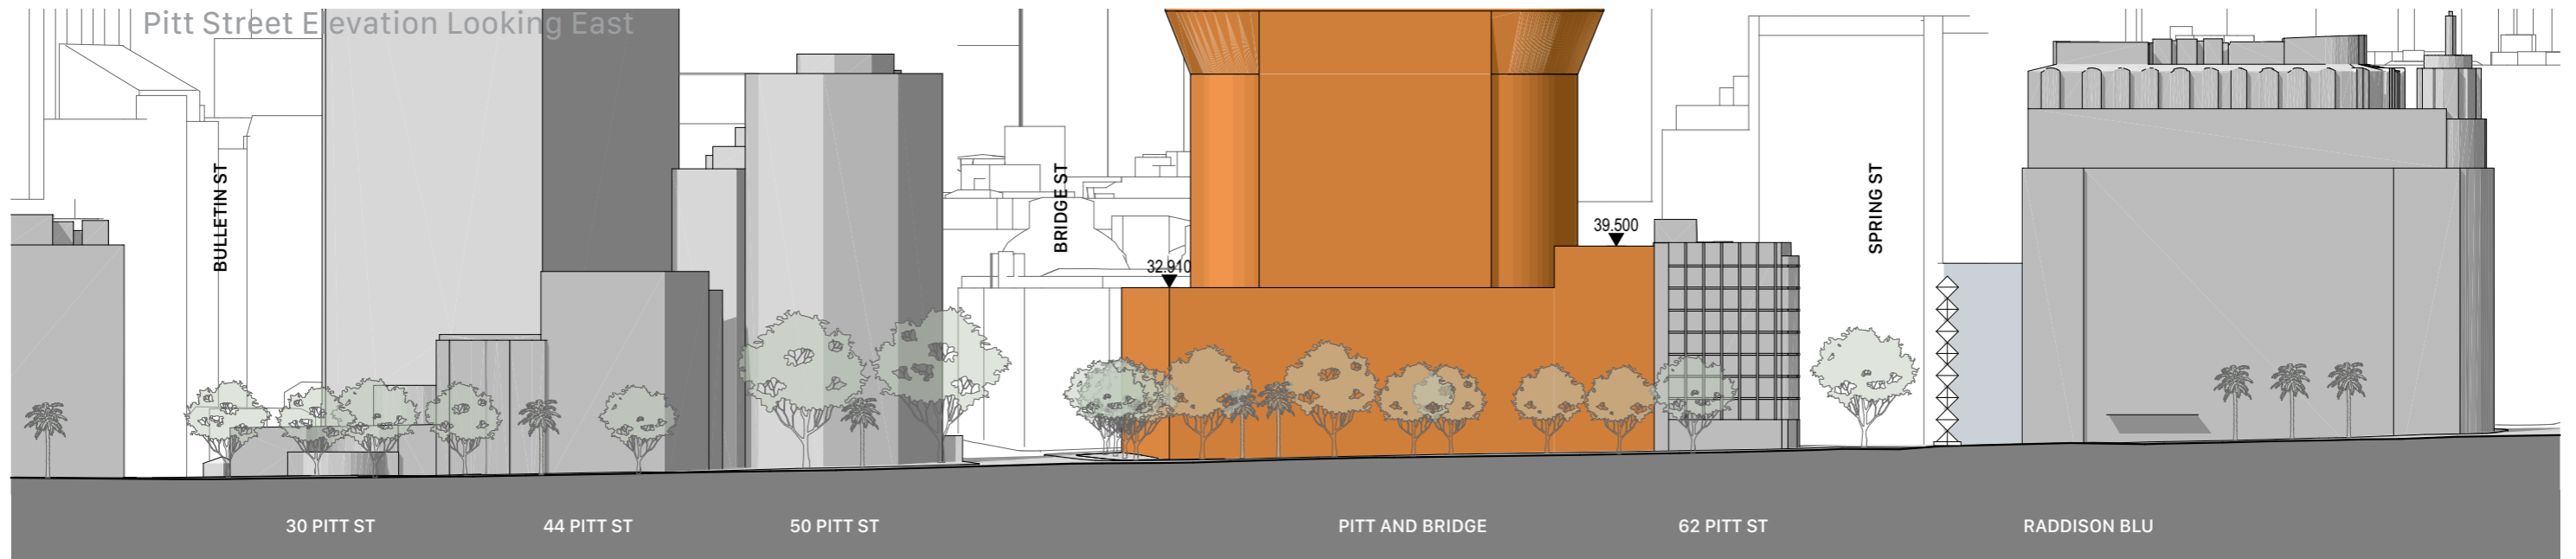 Pitt Street Elevation Looking East
BULLETIN ST
BRIDGE ST
SPRING ST
39.500
32.910
30 PITT ST
44 PITT ST
50 PITT ST
PITT AND BRIDGE
62 PITT ST
RADDISON BLU